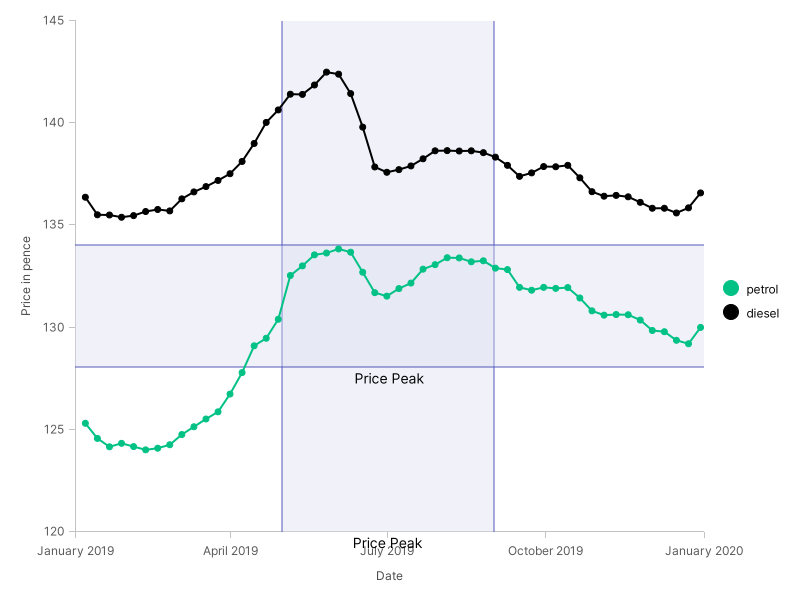 145
140
135
130
125
120
Price in pence
Price Peak
Price Peak
January 2019
April 2019
July 2019
October 2019
January 2020
Date
petrol
diesel